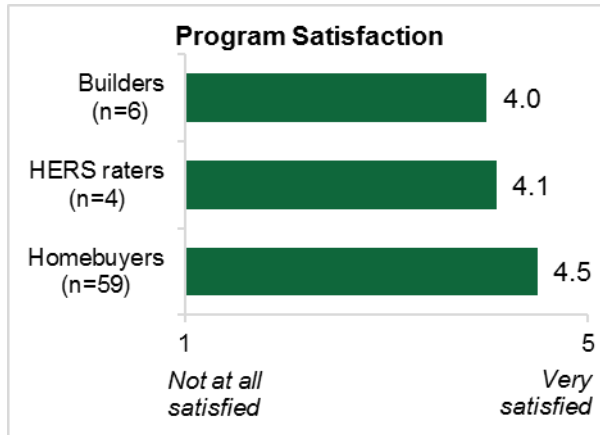 Program Satisfaction
Builders
(n=6)
4.0
HERS raters
(n=4)
4.1
Homebuyers
(n=59)
4.5
1
5
Not at all
satisfied
Very
satisfied